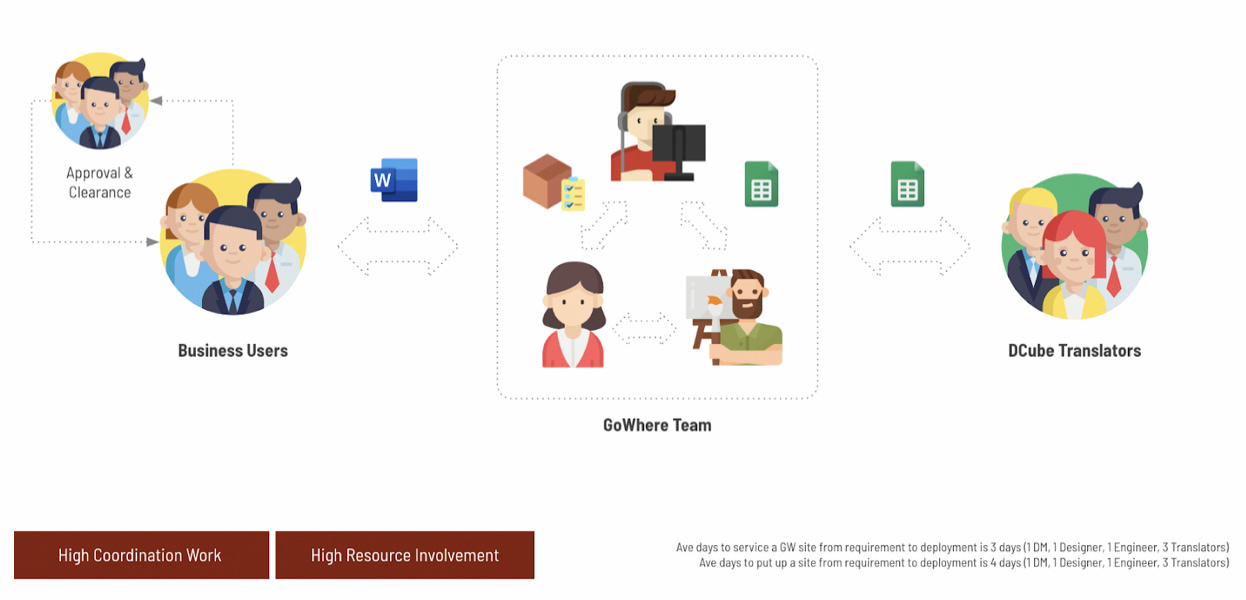 Approval &
Clearance
W
Business Users
GoWhere Team
DCube Translators
High Coordination Work
High Resource Involvement
Ave days to service a GW site from requirement to deployment is 3 days (1 DM, 1 Designer, 1 Engineer, 3 Translators)
Ave days to put up a site from requirement to deployment is 4 days (1 DM, 1 Designer, 1 Engineer, 3 Translators)